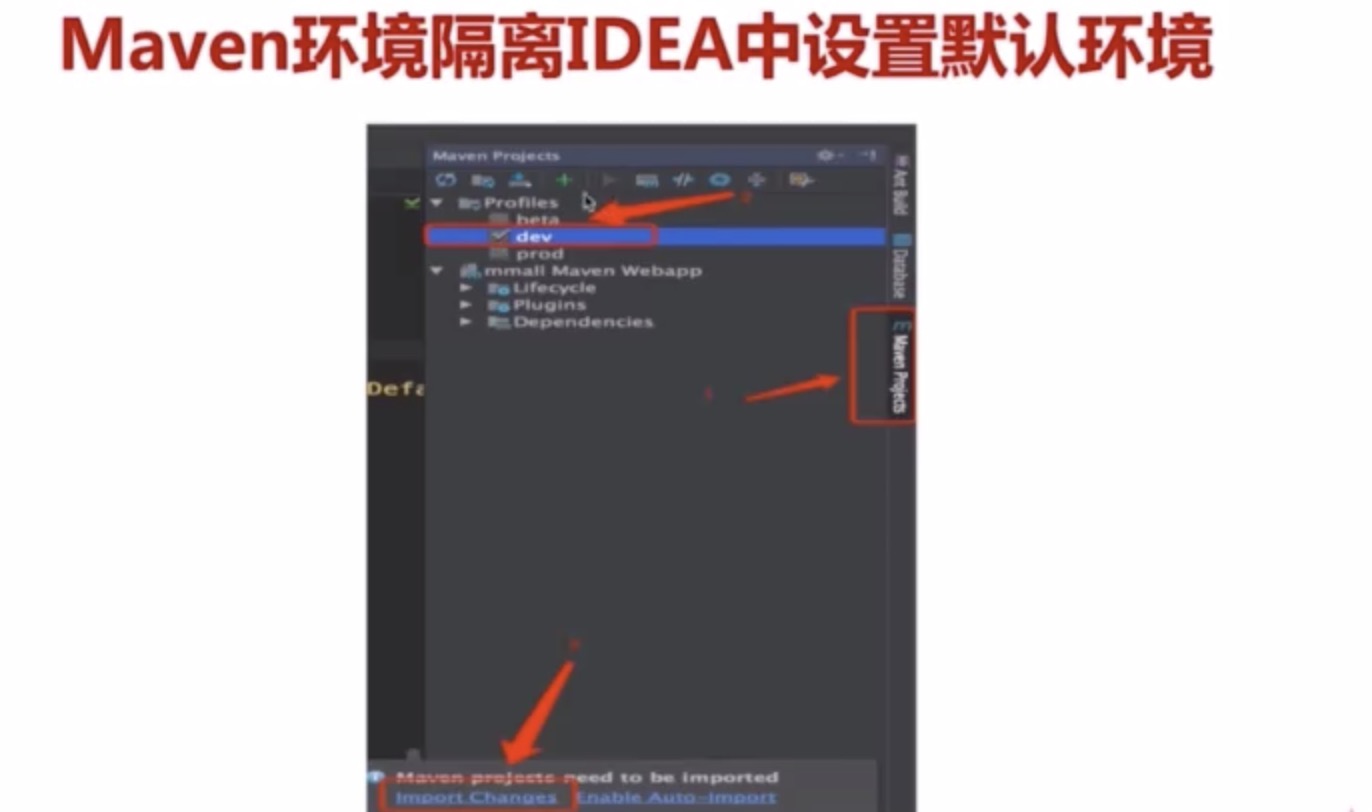 Maven环境隔离IDEA中设置默认环境
Maven Projects
Profiles
beta
dev
prod
mmall Maven Webapp
Lifecycle
Plugins
Dependencies
Ant Build
Database
Maven Projects
Defa
1
2
Maven projects need to be imported
Import Changes Enable Auto-Import